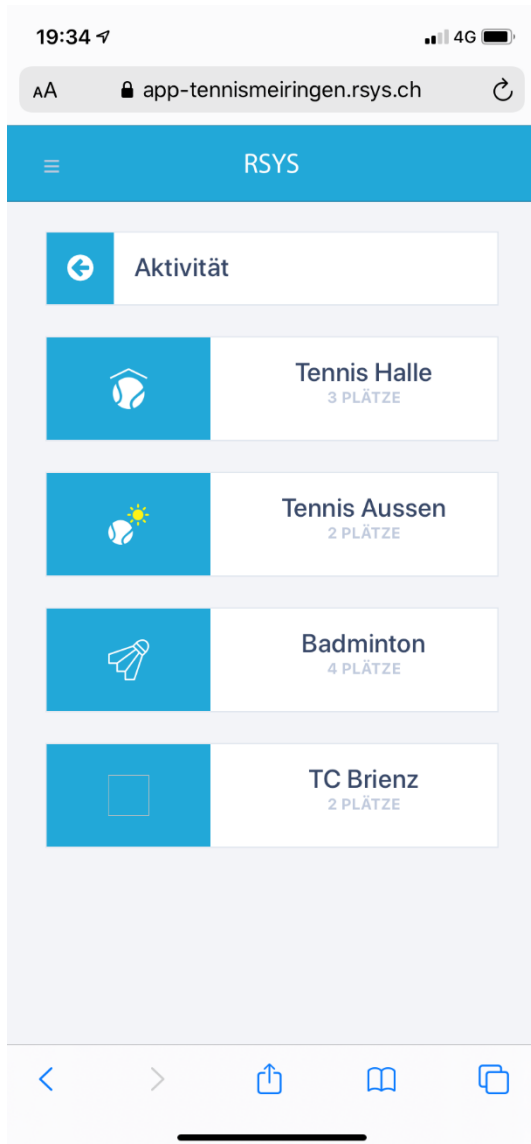 19:34
4G
AA app-tennismeiringen.rsys.ch
RSYS
Aktivität
Tennis Halle
3 PLÄTZE
Tennis Aussen
2 PLÄTZE
Badminton
4 PLÄTZE
TC Brienz
2 PLÄTZE